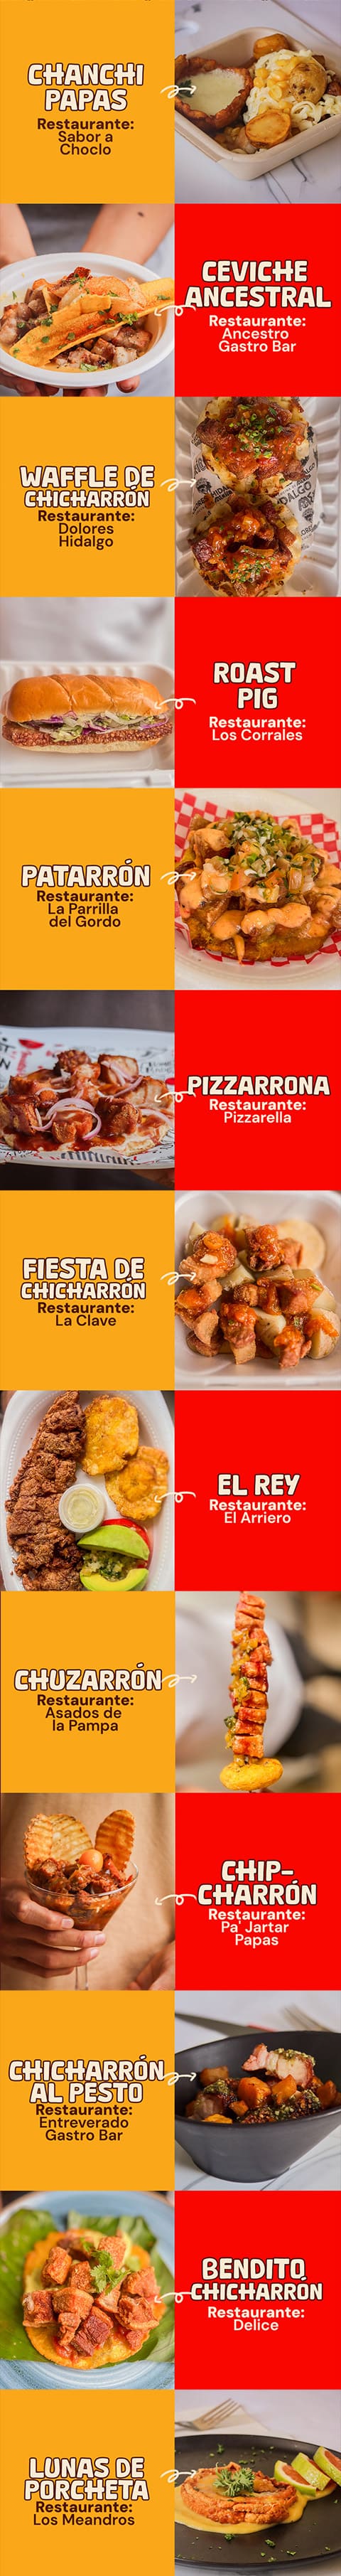 CHANCHI
PAPAS
Restaurante:
Sabor a
Choclo
CEVICHE
ANCESTRAL
Restaurante:
Ancestro
Gastro Bar
WAFFLE DE
CHICHARRÓN
Restaurante:
Dolores
Hidalgo
ROAST
PIG
Restaurante:
Los Corrales
PATARRÓN
Restaurante:
La Parrilla
del Gordo
PIZZARRONA
Restaurante:
Pizzarella
FIESTA DE
CHICHARRÓN
Restaurante:
La Clave
EL REY
Restaurante:
El Arriero
CHUZARRÓN
Restaurante:
Asados de
la Pampa
CHIP-
CHARRÓN
Restaurante:
Pa' Jartar
Papas
CHICHARRÓN
AL PESTO
Restaurante:
Entreverado
Gastro Bar
BENDITO
CHICHARRÓN
Restaurante:
Delice
LUNAS DE
PORCHETA
Restaurante:
Los Meandros